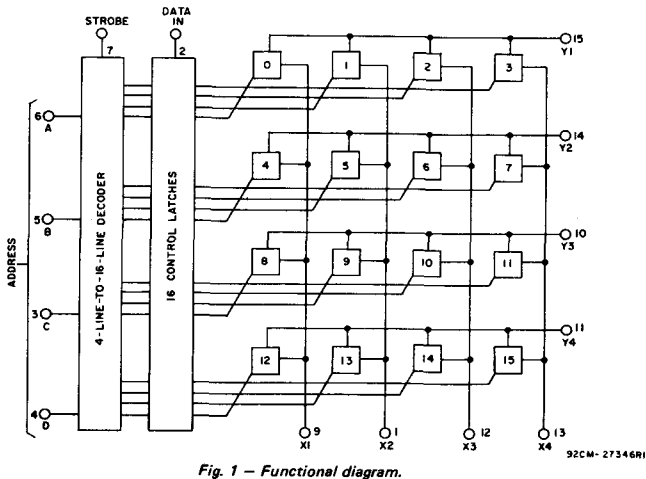 STROBE
DATA
IN
7
2
15
Y1
0
1
2
3
6
A
14
Y2
4
5
6
7
5
B
ADDRESS
4-LINE-TO-16-LINE DECODER
16 CONTROL LATCHES
10
Y3
8
9
10
11
3
C
11
Y4
12
13
14
15
4
D
9
X1
1
X2
12
X3
13
X4
92CM-27346RI
Fig. 1 – Functional diagram.